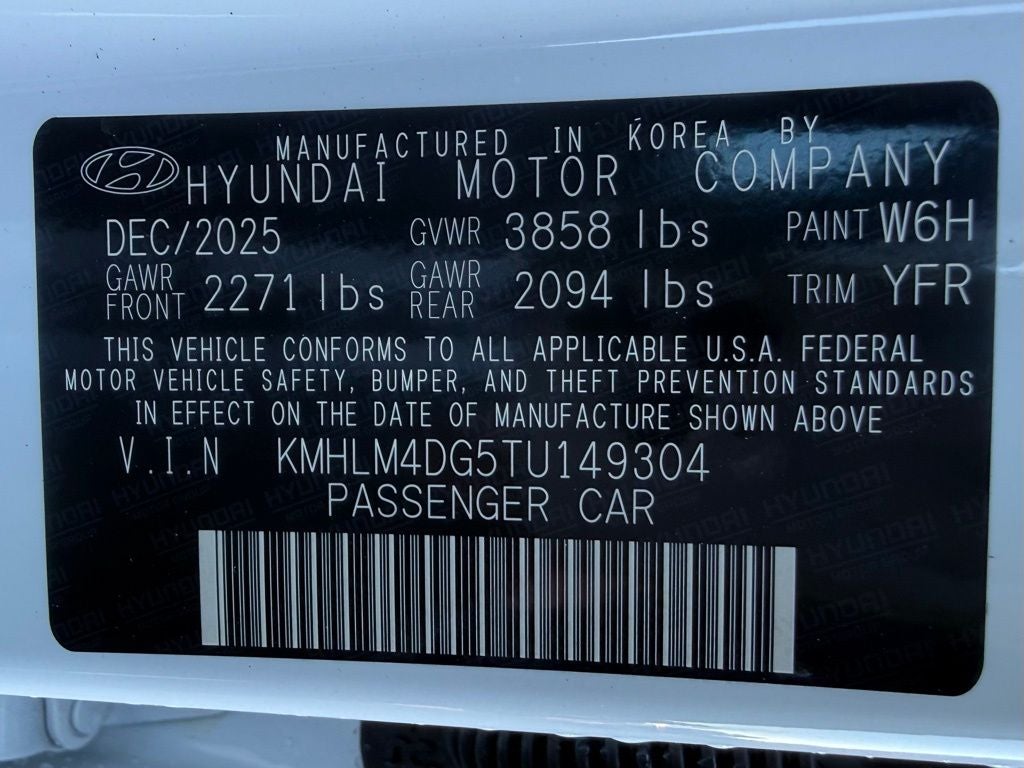 MANUFACTURED IN KOREA BY
HYUNDAI MOTOR COMPANY
DEC/2025 GVWR 3858 lbs PAINT W6H
GAWR FRONT 2271 lbs GAWR REAR 2094 lbs TRIM YFR
THIS VEHICLE CONFORMS TO ALL APPLICABLE U.S.A. FEDERAL
MOTOR VEHICLE SAFETY, BUMPER, AND THEFT PREVENTION STANDARDS
IN EFFECT ON THE DATE OF MANUFACTURE SHOWN ABOVE
V.I.N KMHLM4DG5TU149304
PASSENGER CAR